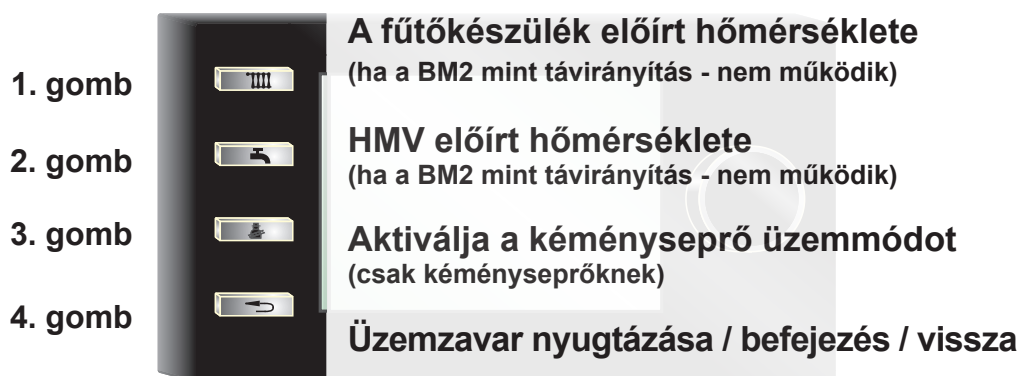 A fűtőkészülék előírt hőmérséklete
1. gomb
(ha a BM2 mint távirányítás - nem működik)
HMV előírt hőmérséklete
2. gomb
(ha a BM2 mint távirányítás - nem működik)
3. gomb
Aktiválja a kéményseprő üzemmódot
(csak kéményseprőknek)
4. gomb
Üzemzavar nyugtázása / befejezés / vissza